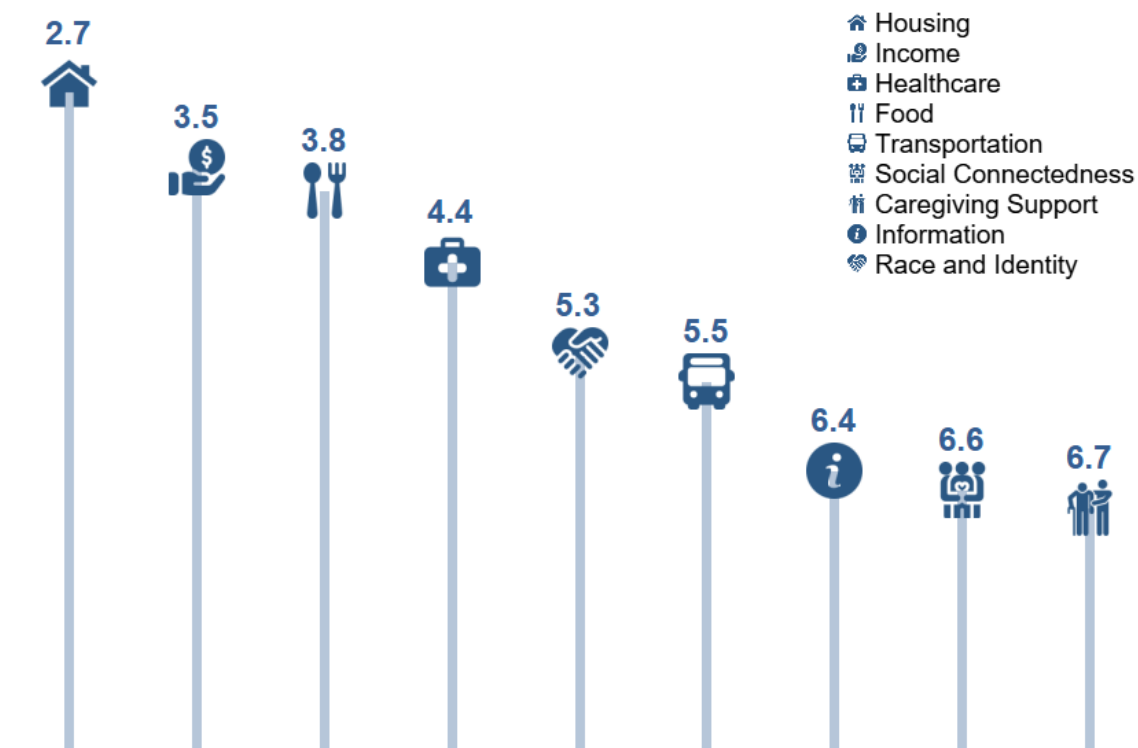 2.7
3.5
3.8
4.4
5.3
5.5
6.4
6.6
6.7
Housing
Income
Healthcare
Food
Transportation
Social Connectedness
Caregiving Support
Information
Race and Identity